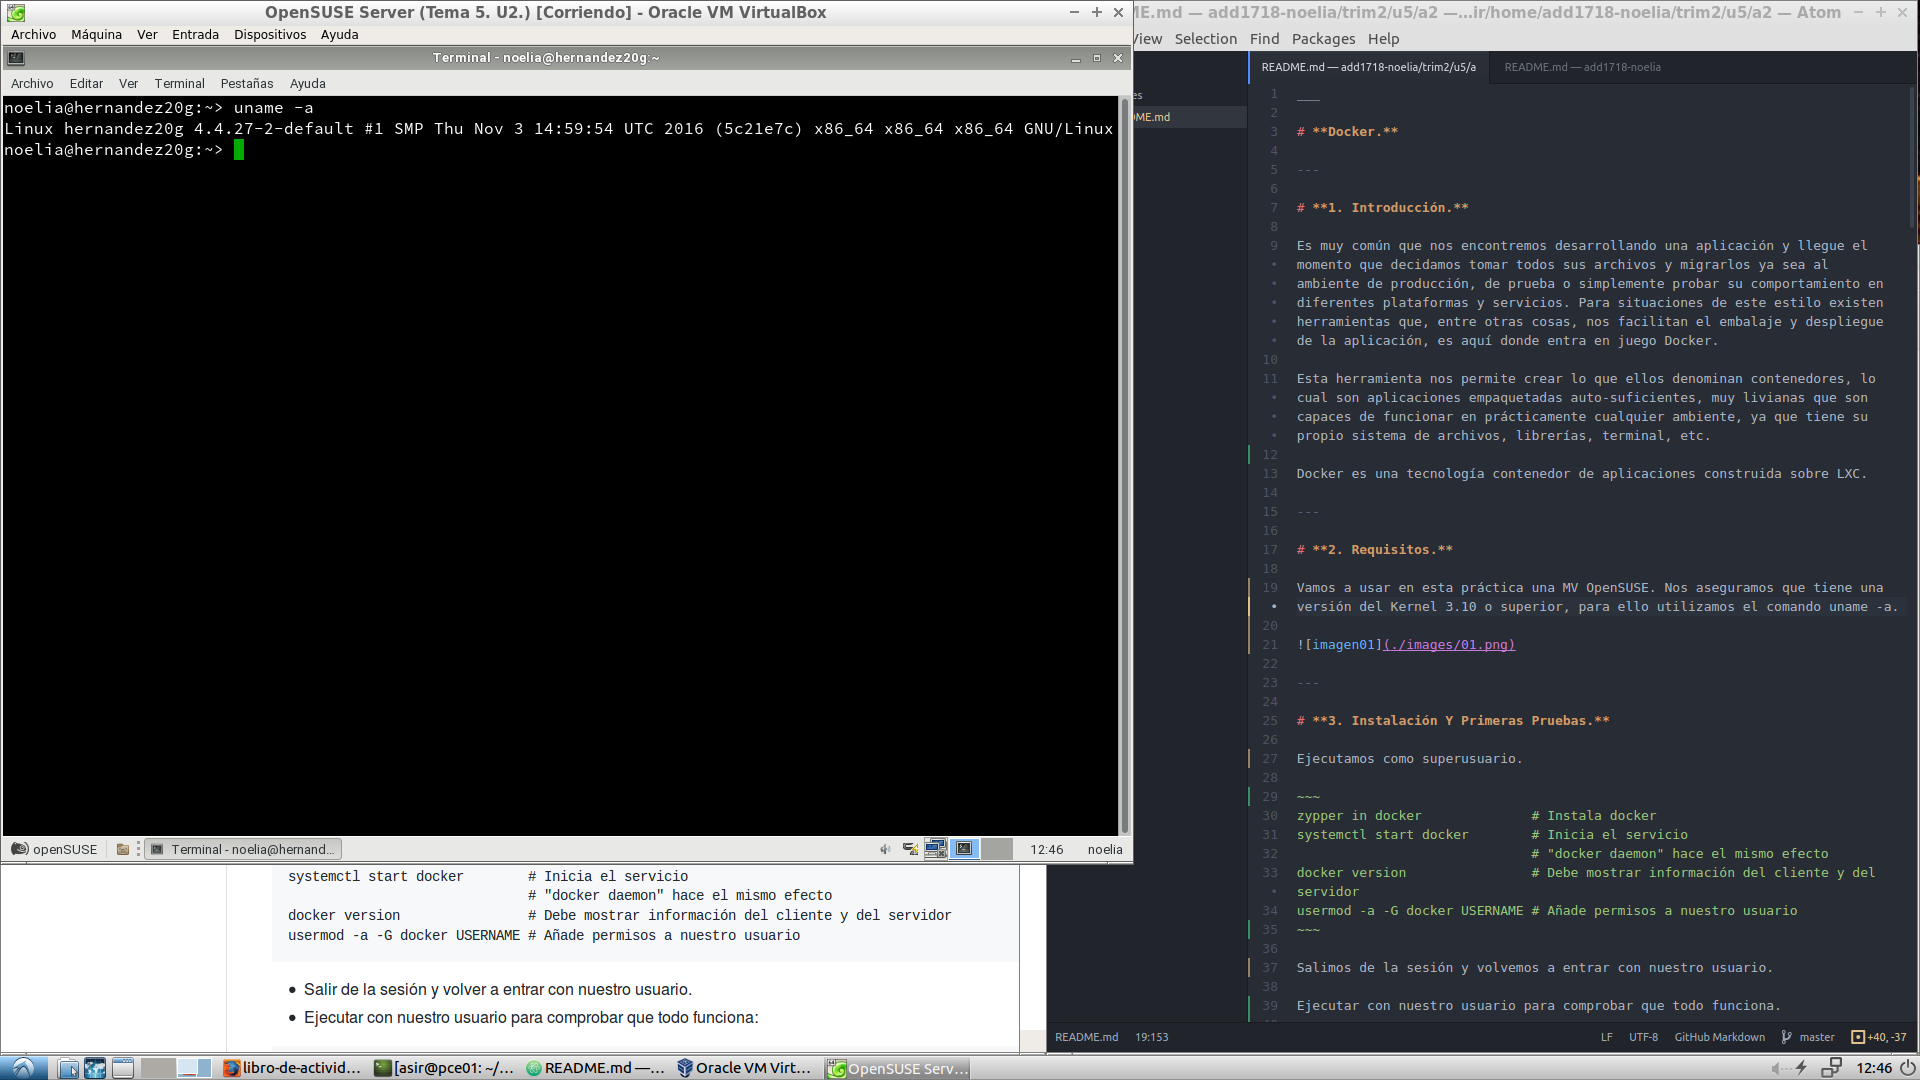 OpenSUSE Server (Tema 5. U2.) [Corriendo] - Oracle VM VirtualBox
Archivo Máquina Ver Entrada Dispositivos Ayuda
Terminal - noelia@hernandez20g:~
Archivo Editar Ver Terminal Pestañas Ayuda
noelia@hernandez20g:~> uname -a
Linux hernandez20g 4.4.27-2-default #1 SMP Thu Nov 3 14:59:54 UTC 2016 (5c21e7c) x86_64 x86_64 x86_64 GNU/Linux
noelia@hernandez20g:~>
openSUSE Terminal - noelia@hernand... 12:46 noelia
systemctl start docker # Inicia el servicio
# "docker daemon" hace el mismo efecto
docker version # Debe mostrar información del cliente y del servidor
usermod -a -G docker USERNAME # Añade permisos a nuestro usuario
● Salir de la sesión y volver a entrar con nuestro usuario.
● Ejecutar con nuestro usuario para comprobar que todo funciona:
ME.md — add1718-noelia/trim2/u5/a2 —...ir/home/add1718-noelia/trim2/u5/a2 — Atom
View Selection Find Packages Help
es
ME.md
README.md — add1718-noelia/trim2/u5/a README.md — add1718-noelia
1 ___
2
3 # **Docker.**
4
5 ---
6
7 # **1. Introducción.**
8
9 Es muy común que nos encontremos desarrollando una aplicación y llegue el
• momento que decidamos tomar todos sus archivos y migrarlos ya sea al
• ambiente de producción, de prueba o simplemente probar su comportamiento en
• diferentes plataformas y servicios. Para situaciones de este estilo existen
• herramientas que, entre otras cosas, nos facilitan el embalaje y despliegue
• de la aplicación, es aquí donde entra en juego Docker.
10
11 Esta herramienta nos permite crear lo que ellos denominan contenedores, lo
• cual son aplicaciones empaquetadas auto-suficientes, muy livianas que son
• capaces de funcionar en prácticamente cualquier ambiente, ya que tiene su
• propio sistema de archivos, librerías, terminal, etc.
12
13 Docker es una tecnología contenedor de aplicaciones construida sobre LXC.
14
15 ---
16
17 # **2. Requisitos.**
18
19 Vamos a usar en esta práctica una MV OpenSUSE. Nos aseguramos que tiene una
• versión del Kernel 3.10 o superior, para ello utilizamos el comando uname -a.
20
21 ![imagen01](./images/01.png)
22
23 ---
24
25 # **3. Instalación Y Primeras Pruebas.**
26
27 Ejecutamos como superusuario.
28
29 ~~~
30 zypper in docker # Instala docker
31 systemctl start docker # Inicia el servicio
32 # "docker daemon" hace el mismo efecto
33 docker version # Debe mostrar información del cliente y del
• servidor
34 usermod -a -G docker USERNAME # Añade permisos a nuestro usuario
35 ~~~
36
37 Salimos de la sesión y volvemos a entrar con nuestro usuario.
38
39 Ejecutar con nuestro usuario para comprobar que todo funciona.
README.md 19:153 LF UTF-8 GitHub Markdown master +40, -37
libro-de-activid... [asir@pce01: ~/... README.md —... Oracle VM Virt... OpenSUSE Serv... 12:46